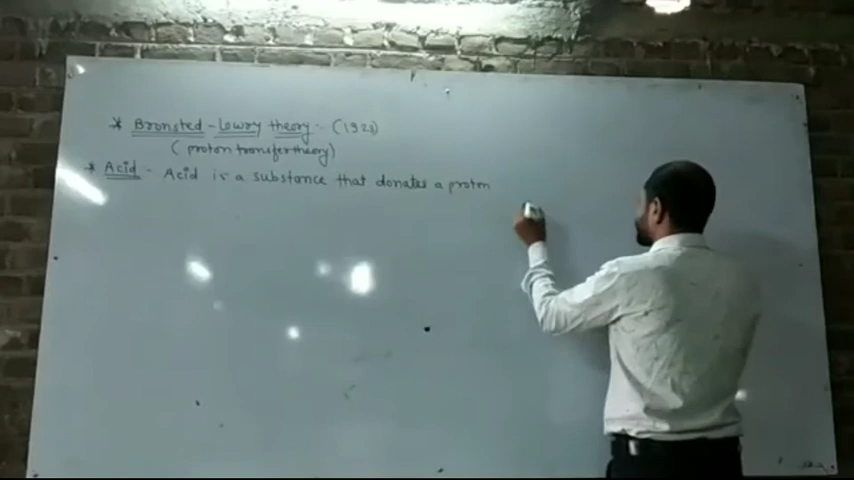 * Bronsted-Lowry theory :- (1923)
(proton transfer theory)
* Acid - Acid is a substance that donates a proton